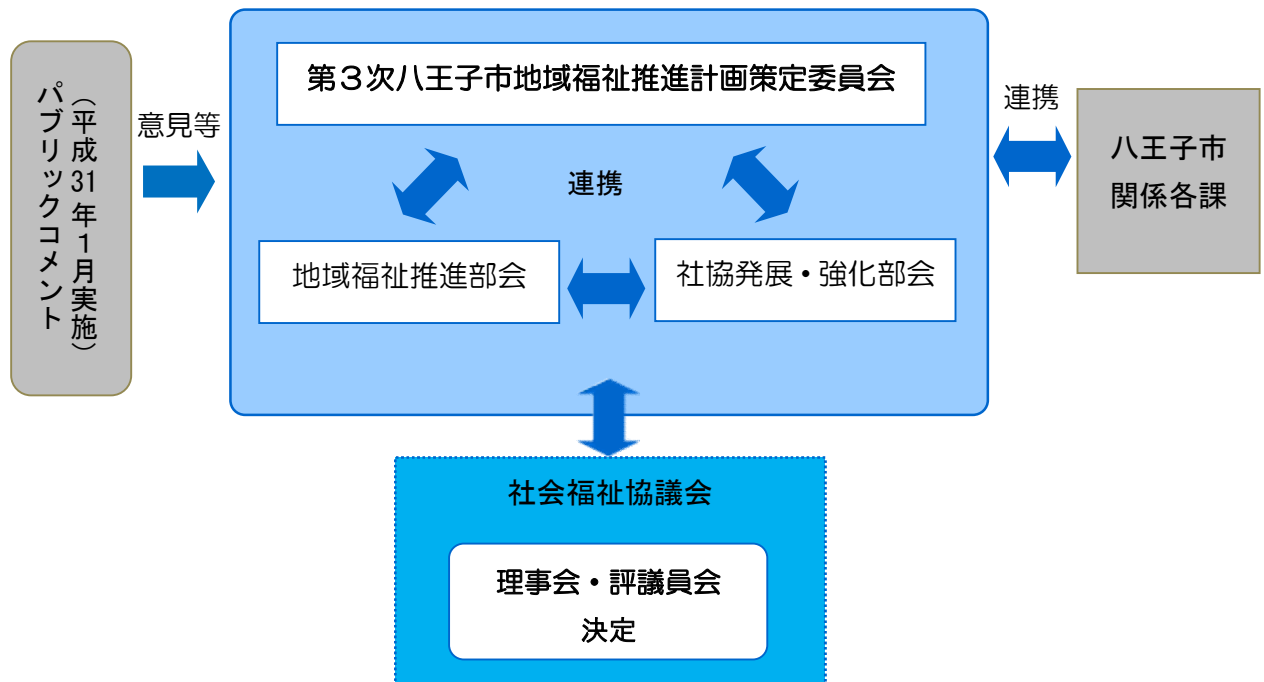 パブリックコメント
（平成31年１月実施）
意見等
第３次八王子市地域福祉推進計画策定委員会
連携
地域福祉推進部会
社協発展・強化部会
連携
八王子市
関係各課
社会福祉協議会
理事会・評議員会
決定